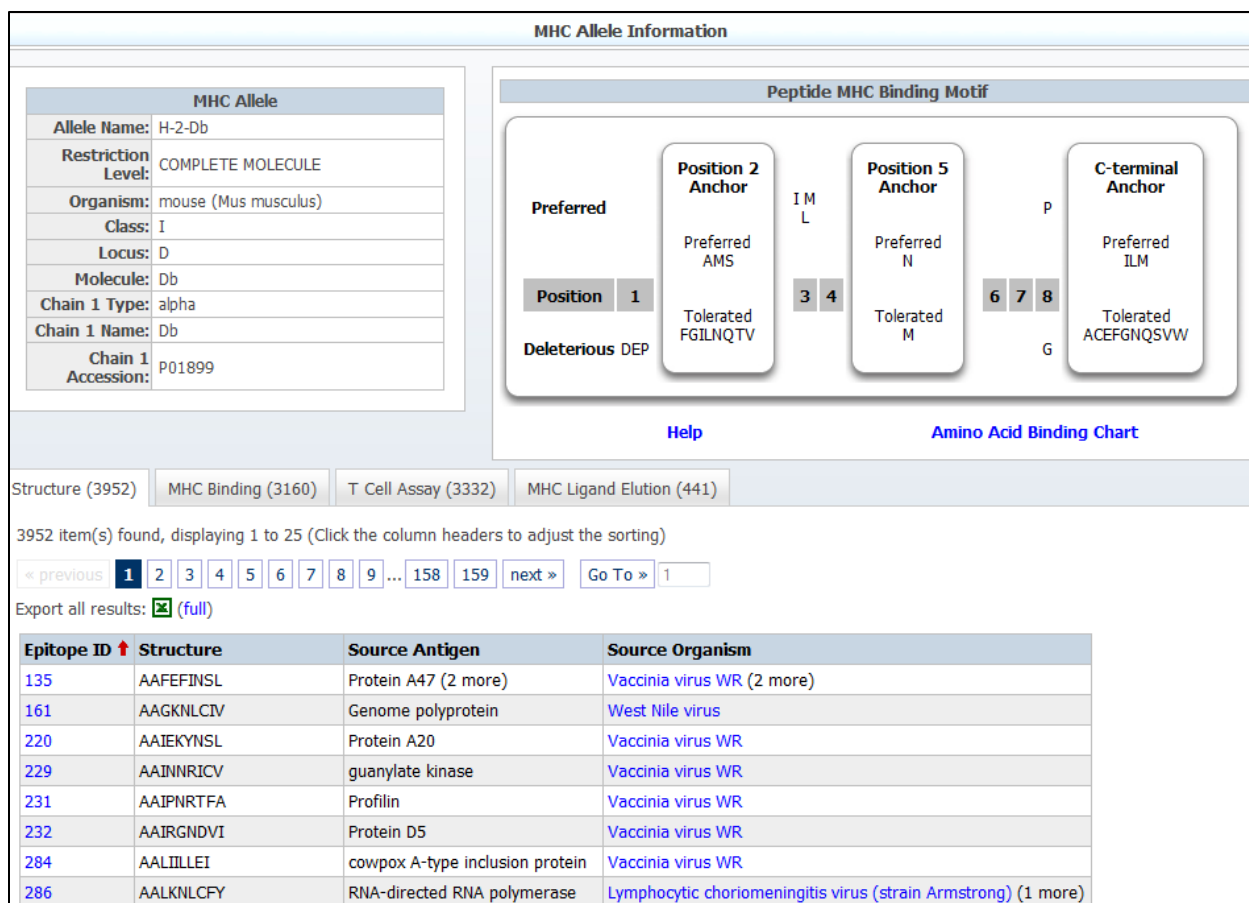 MHC Allele Information
MHC Allele
Allele Name: H-2-Db
Restriction Level: COMPLETE MOLECULE
Organism: mouse (Mus musculus)
Class: I
Locus: D
Molecule: Db
Chain 1 Type: alpha
Chain 1 Name: Db
Chain 1 Accession: P01899
Peptide MHC Binding Motif
Position 2 Anchor
Position 5 Anchor
C-terminal Anchor
Preferred
I M
L
P
Preferred AMS
Preferred N
Preferred ILM
Position 1 3 4 6 7 8
Tolerated FGILNQTV
Tolerated M
Tolerated ACEFGNQSVW
Deleterious DEP G
Help Amino Acid Binding Chart
Structure (3952) MHC Binding (3160) T Cell Assay (3332) MHC Ligand Elution (441)
3952 item(s) found, displaying 1 to 25 (Click the column headers to adjust the sorting)
« previous 1 2 3 4 5 6 7 8 9 ... 158 159 next » Go To » 1
Export all results: (full)
Epitope ID Structure Source Antigen Source Organism
135 AAFEFINSL Protein A47 (2 more) Vaccinia virus WR (2 more)
161 AAGKNLCIV Genome polyprotein West Nile virus
220 AAIEKYNSL Protein A20 Vaccinia virus WR
229 AAINNRICV guanylate kinase Vaccinia virus WR
231 AAIPNRTFA Profilin Vaccinia virus WR
232 AAIRGNDVI Protein D5 Vaccinia virus WR
284 AALIILLEI cowpox A-type inclusion protein Vaccinia virus WR
286 AALKNLCFY RNA-directed RNA polymerase Lymphocytic choriomeningitis virus (strain Armstrong) (1 more)